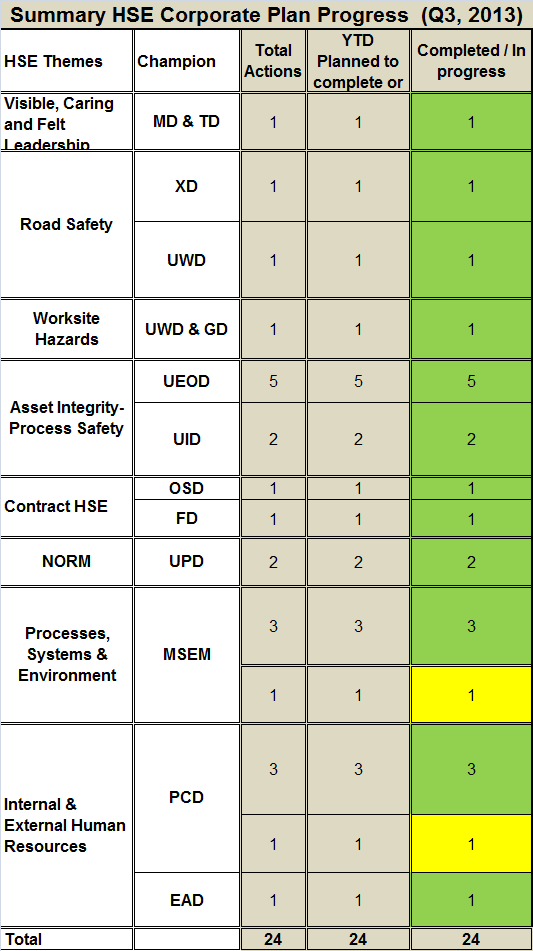 Summary HSE Corporate Plan Progress (Q3, 2013)
HSE Themes Champion Total Actions YTD Planned to complete or Completed / In progress
Visible, Caring and Felt Leadership MD & TD 1 1 1
Road Safety XD 1 1 1
UWD 1 1 1
Worksite Hazards UWD & GD 1 1 1
Asset Integrity-Process Safety UEOD 5 5 5
UID 2 2 2
Contract HSE OSD 1 1 1
FD 1 1 1
NORM UPD 2 2 2
Processes, Systems & Environment MSEM 3 3 3
1 1 1
Internal & External Human Resources PCD 3 3 3
1 1 1
EAD 1 1 1
Total 24 24 24